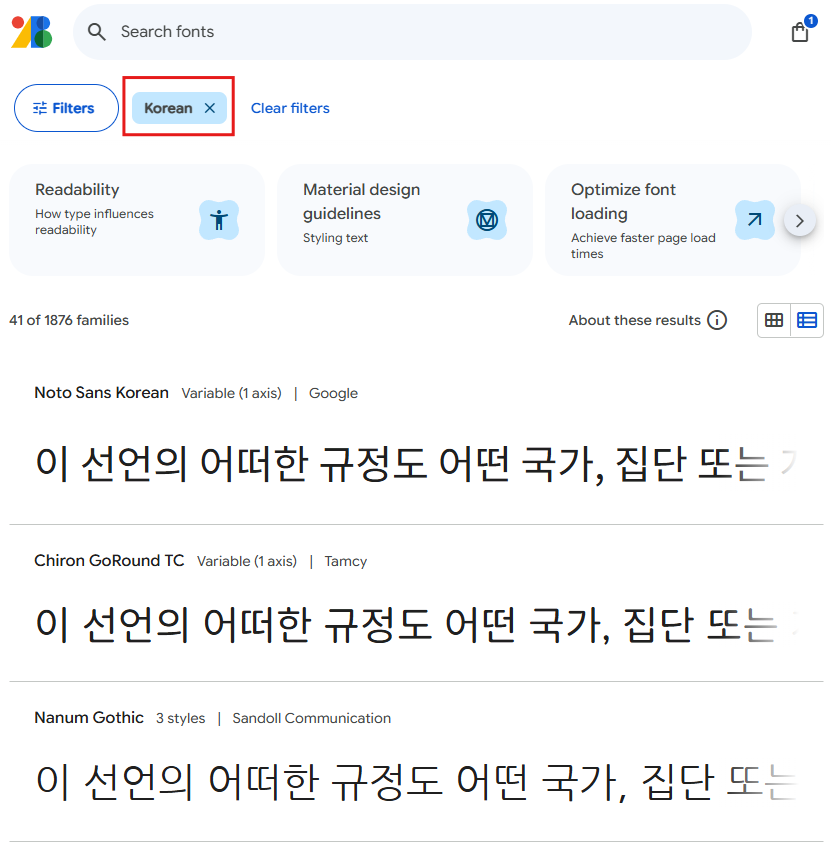 Search fonts
1
Filters
Korean
Clear filters
Readability
How type influences
readability
Material design
guidelines
Styling text
Optimize font
loading
Achieve faster page load
times
41 of 1876 families
About these results
Noto Sans Korean Variable (1 axis) | Google
이 선언의 어떠한 규정도 어떤 국가, 집단 또는
Chiron GoRound TC Variable (1 axis) | Tamcy
이 선언의 어떠한 규정도 어떤 국가, 집단 또는
Nanum Gothic 3 styles | Sandoll Communication
이 선언의 어떠한 규정도 어떤 국가, 집단 또는